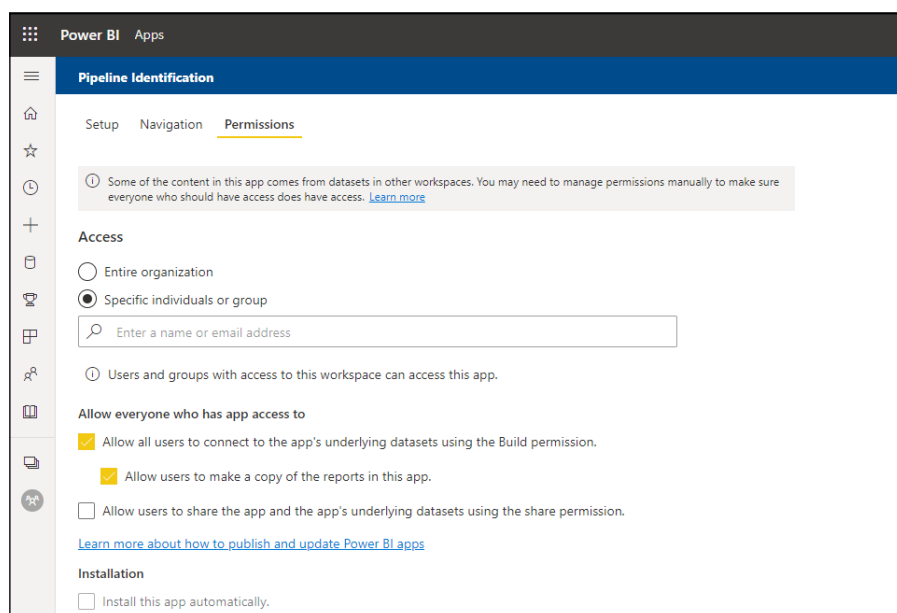 Power BI Apps
Pipeline Identification
Setup Navigation Permissions
Some of the content in this app comes from datasets in other workspaces. You may need to manage permissions manually to make sure
everyone who should have access does have access. Learn more
Access
Entire organization
Specific individuals or group
Enter a name or email address
Users and groups with access to this workspace can access this app.
Allow everyone who has app access to
Allow all users to connect to the app's underlying datasets using the Build permission.
Allow users to make a copy of the reports in this app.
Allow users to share the app and the app's underlying datasets using the share permission.
Learn more about how to publish and update Power BI apps
Installation
Install this app automatically.